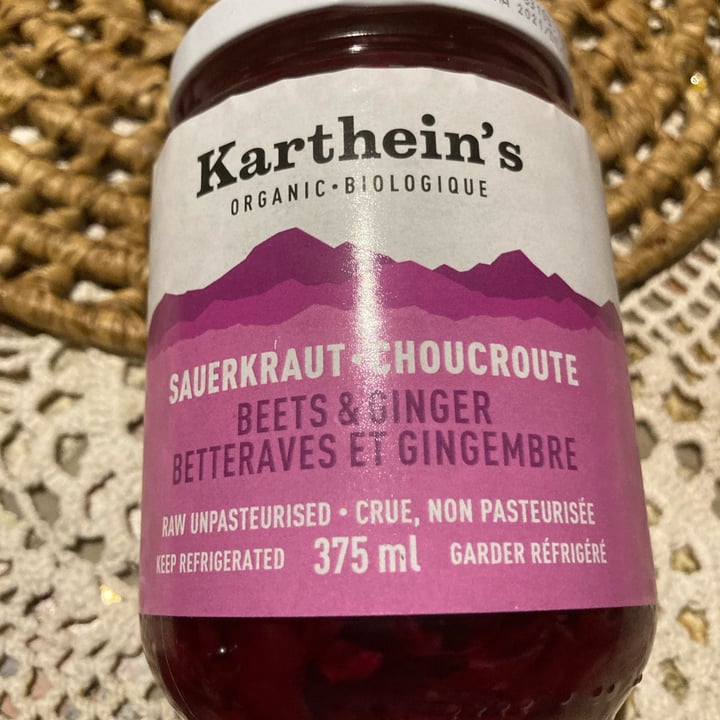 Karthein's
ORGANIC•BIOLOGIQUE
SAUERKRAUT•CHOUCROUTE
BEETS & GINGER
BETTERAVES ET GINGEMBRE
RAW UNPASTEURISED • CRUE, NON PASTEURISÉE
KEEP REFRIGERATED 375 ml GARDER RÉFRIGÉRÉ